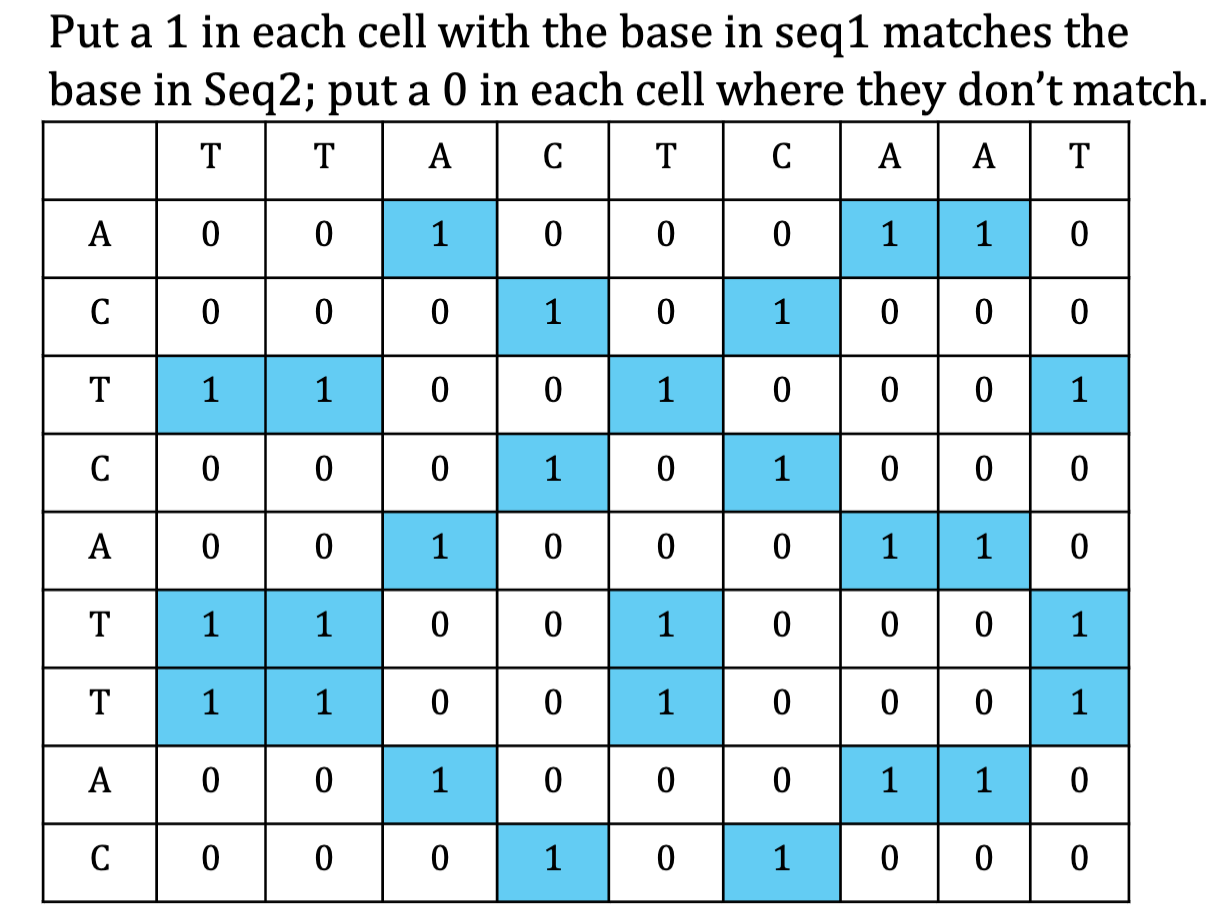 Put a 1 in each cell with the base in seq1 matches the
base in Seq2; put a 0 in each cell where they don’t match.
T T A C T C A A T
A 0 0 1 0 0 0 1 1 0
C 0 0 0 1 0 1 0 0 0
T 1 1 0 0 1 0 0 0 1
C 0 0 0 1 0 1 0 0 0
A 0 0 1 0 0 0 1 1 0
T 1 1 0 0 1 0 0 0 1
T 1 1 0 0 1 0 0 0 1
A 0 0 1 0 0 0 1 1 0
C 0 0 0 1 0 1 0 0 0